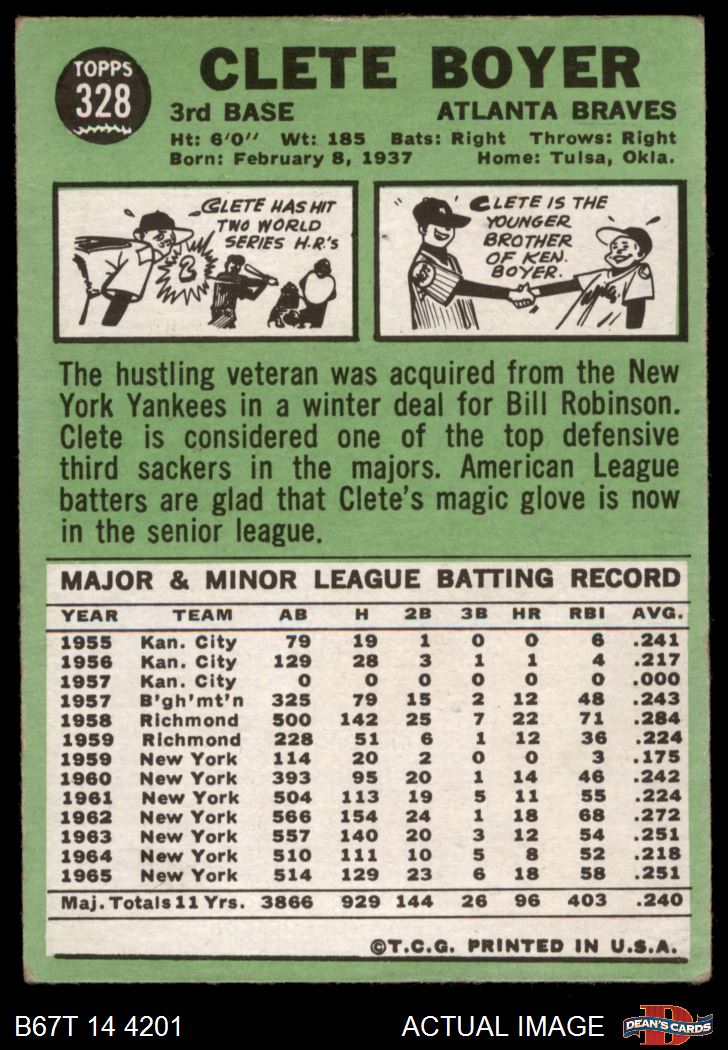 TOPPS
328
CLETE BOYER
3rd BASE ATLANTA BRAVES
Ht: 6'0" Wt: 185 Bats: Right Throws: Right
Born: February 8, 1937 Home: Tulsa, Okla.
CLETE HAS HIT
TWO WORLD
SERIES H.R.'s
2
CLETE IS THE
YOUNGER
BROTHER
OF KEN
BOYER.
The hustling veteran was acquired from the New
York Yankees in a winter deal for Bill Robinson.
Clete is considered one of the top defensive
third sackers in the majors. American League
batters are glad that Clete's magic glove is now
in the senior league.
MAJOR & MINOR LEAGUE BATTING RECORD
YEAR TEAM AB H 2B 3B HR RBI AVG.
1955 Kan. City 79 19 1 0 0 6 .241
1956 Kan. City 129 28 3 1 1 4 .217
1957 Kan. City 0 0 0 0 0 0 .000
1957 B'gh'mt'n 325 79 15 2 12 48 .243
1958 Richmond 500 142 25 7 22 71 .284
1959 Richmond 228 51 6 1 12 36 .224
1959 New York 114 20 2 0 0 3 .175
1960 New York 393 95 20 1 14 46 .242
1961 New York 504 113 19 5 11 55 .224
1962 New York 566 154 24 1 18 68 .272
1963 New York 557 140 20 3 12 54 .251
1964 New York 510 111 10 5 8 52 .218
1965 New York 514 129 23 6 18 58 .251
Maj. Totals 11 Yrs. 3866 929 144 26 96 403 .240
©T.C.G. PRINTED IN U.S.A.
B67T 14 4201 ACTUAL IMAGE
D
DEAN'S CARDS